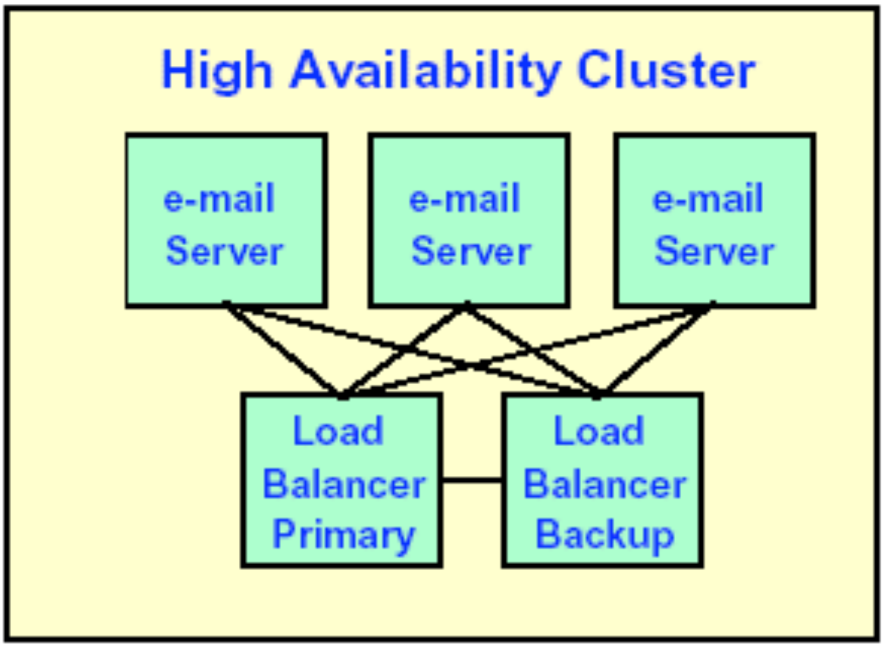 High Availability Cluster
e-mail
Server
e-mail
Server
e-mail
Server
Load
Balancer
Primary
Load
Balancer
Backup